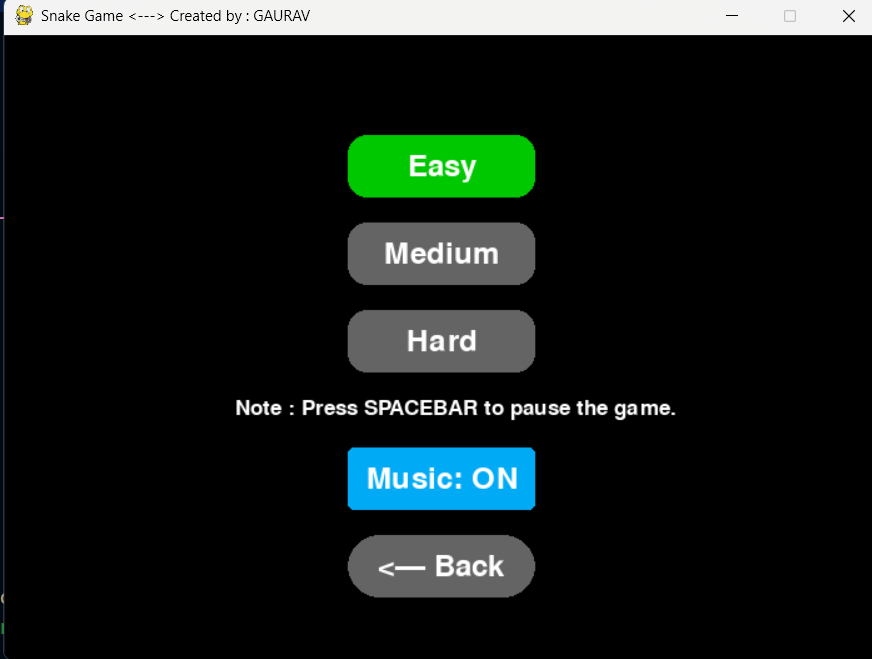 Snake Game <---> Created by : GAURAV
Easy
Medium
Hard
Note : Press SPACEBAR to pause the game.
Music: ON
<— Back